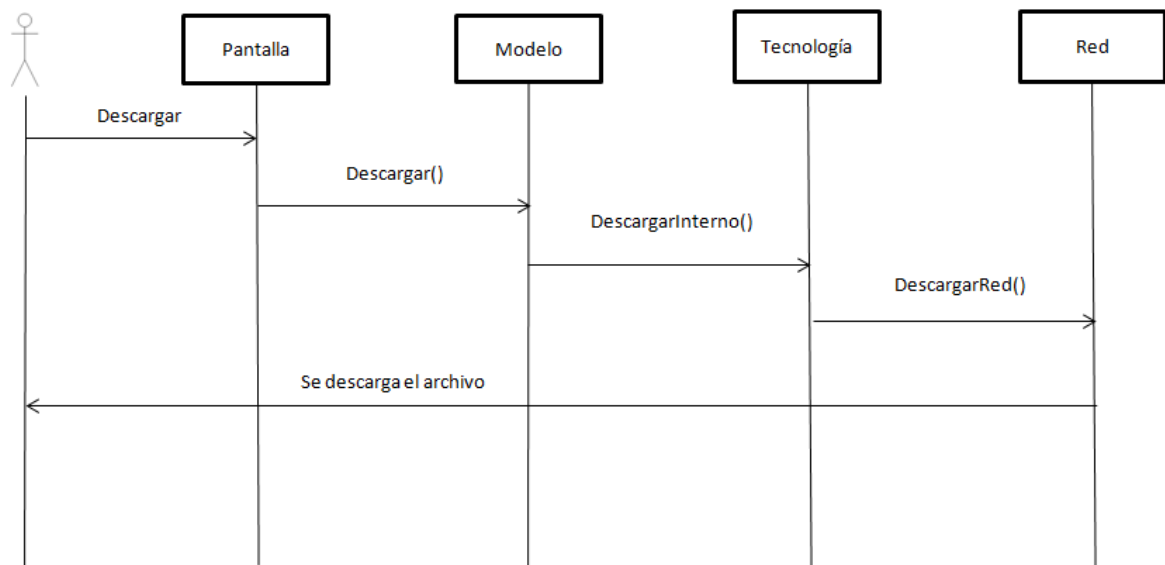 Pantalla
Modelo
Tecnología
Red
Descargar
Descargar()
DescargarInterno()
DescargarRed()
Se descarga el archivo